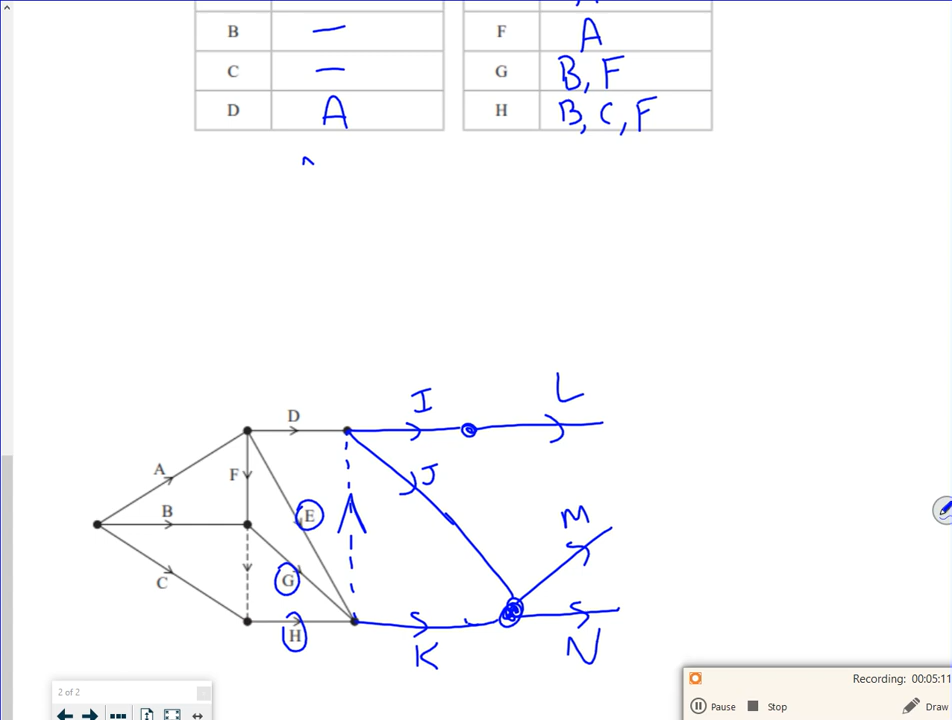 B — F A
C — G B, F
D A H B, C, F
I L
D
J
A F
E
B M
G
C
H
K N
Recording: 00:05:11
2 of 2
Pause Stop Draw